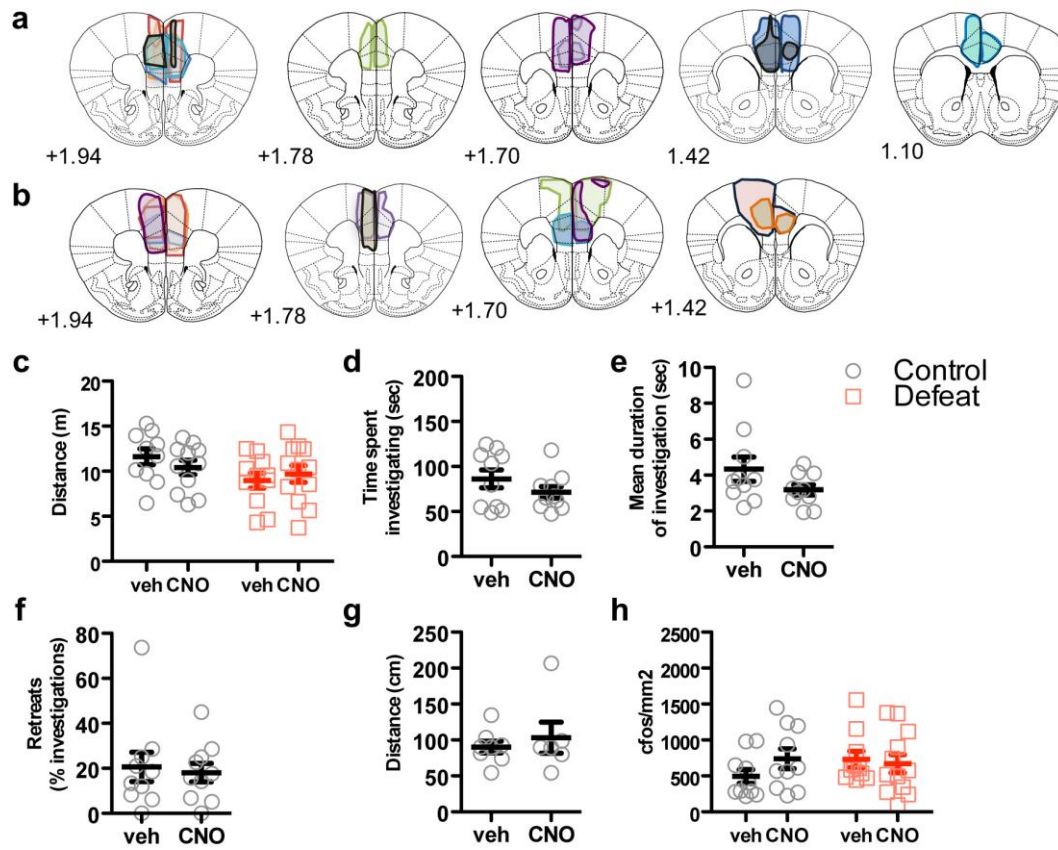 a
+1.94
+1.78
+1.70
1.42
1.10
b
+1.94
+1.78
+1.70
+1.42
c
Distance (m)
20
15
10
5
0
veh CNO
veh CNO
d
Time spent
investigating (sec)
200
150
100
50
0
veh
CNO
e
Mean duration
of investigation (sec)
10
8
6
4
2
0
veh
CNO
Control
Defeat
f
Retreats
(% investigations)
80
60
40
20
0
veh
CNO
g
Distance (cm)
250
200
150
100
50
0
veh
CNO
h
cfos/mm2
2500
2000
1500
1000
500
0
veh CNO
veh CNO